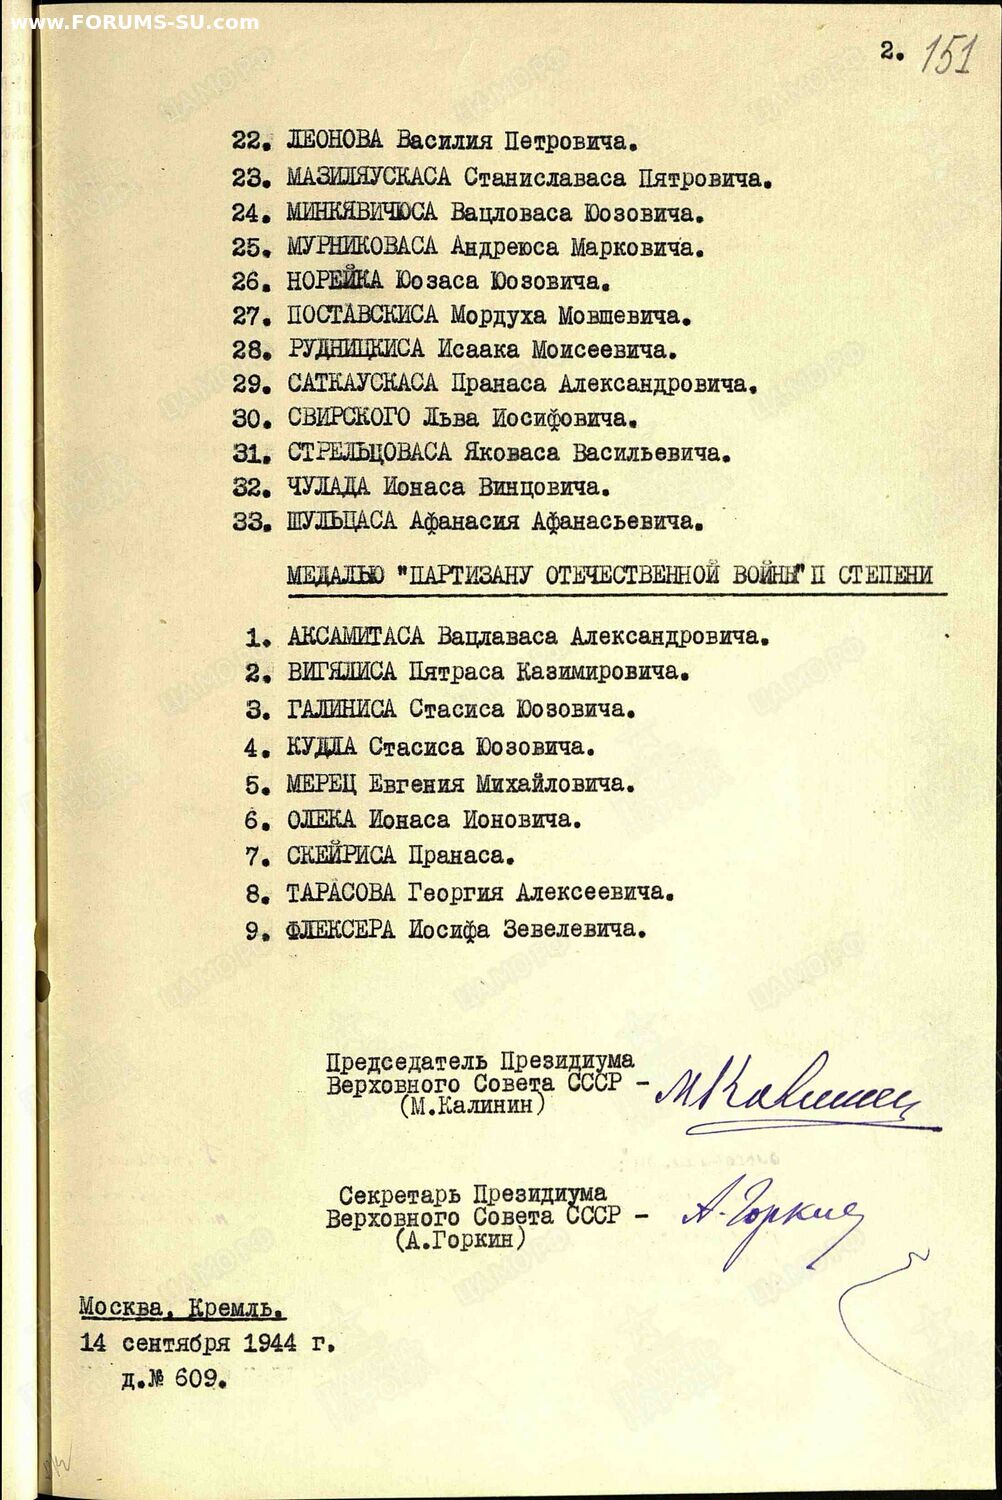 www.FORUMS-SU.com
2. 151
22. ЛЕОНОВА Василия Петровича.
23. МАЗИЛЯУСКАСА Станиславаса Пятровича.
24. МИНКЯВИЧЮСА Вацловаса Юозовича.
25. МУРНИКОВАСА Андреюса Марковича.
26. НОРЕЙКА Юозаса Юозовича.
27. ПОСТАВСКИСА Мордуха Мовшевича.
28. РУДНИЦКИСА Исаака Моисеевича.
29. САТКАУСКАСА Пранаса Александровича.
30. СВИРСКОГО Льва Иосифовича.
31. СТРЕЛЬЦОВАСА Яковаса Васильевича.
32. ЧУЛАДА Ионаса Винцовича.
33. ШУЛЬЦАСА Афанасия Афанасьевича.
МЕДАЛЬЮ "ПАРТИЗАНУ ОТЕЧЕСТВЕННОЙ ВОЙНЫ" II СТЕПЕНИ
1. АКСАМИТАСА Вацлаваса Александровича.
2. ВИГЯЛИСА Пятраса Казимировича.
3. ГАЛИНИСА Стасиса Юозовича.
4. КУДЛА Стасиса Юозовича.
5. МЕРЕЦ Евгения Михайловича.
6. ОЛЕКА Ионаса Ионовича.
7. СКЕЙРИСА Пранаса.
8. ТАРАСОВА Георгия Алексеевича.
9. ФЛЕКСЕРА Иосифа Зевелевича.
Председатель Президиума
Верховного Совета СССР - МКалинин
(М.Калинин)
Секретарь Президиума
Верховного Совета СССР - А.Горкин
(А.Горкин)
Москва, Кремль.
14 сентября 1944 г.
д.№ 609.